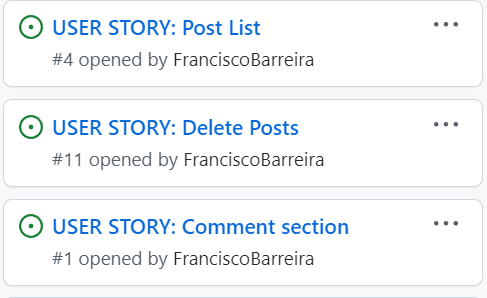 USER STORY: Post List
#4 opened by FranciscoBarreira
USER STORY: Delete Posts
#11 opened by FranciscoBarreira
USER STORY: Comment section
#1 opened by FranciscoBarreira